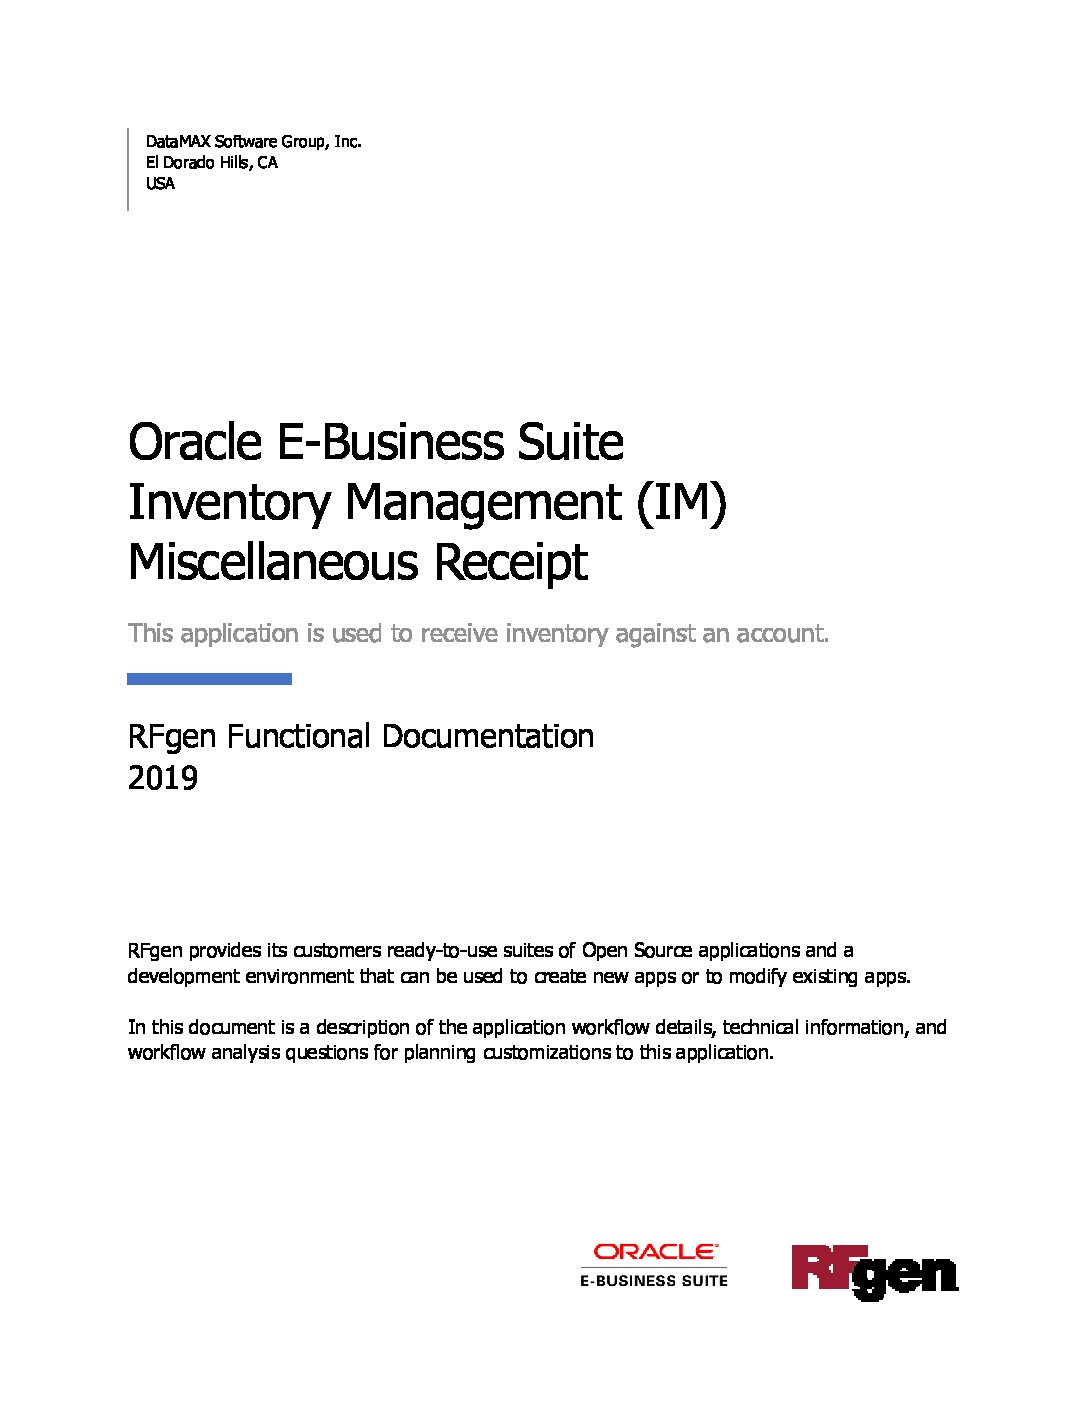 DataMAX Software Group, Inc.
El Dorado Hills, CA
USA
Oracle E-Business Suite
Inventory Management (IM)
Miscellaneous Receipt
This application is used to receive inventory against an account.
RFgen Functional Documentation
2019
RFgen provides its customers ready-to-use suites of Open Source applications and a
development environment that can be used to create new apps or to modify existing apps.
In this document is a description of the application workflow details, technical information, and
workflow analysis questions for planning customizations to this application.
ORACLE
E-BUSINESS SUITE
RFgen